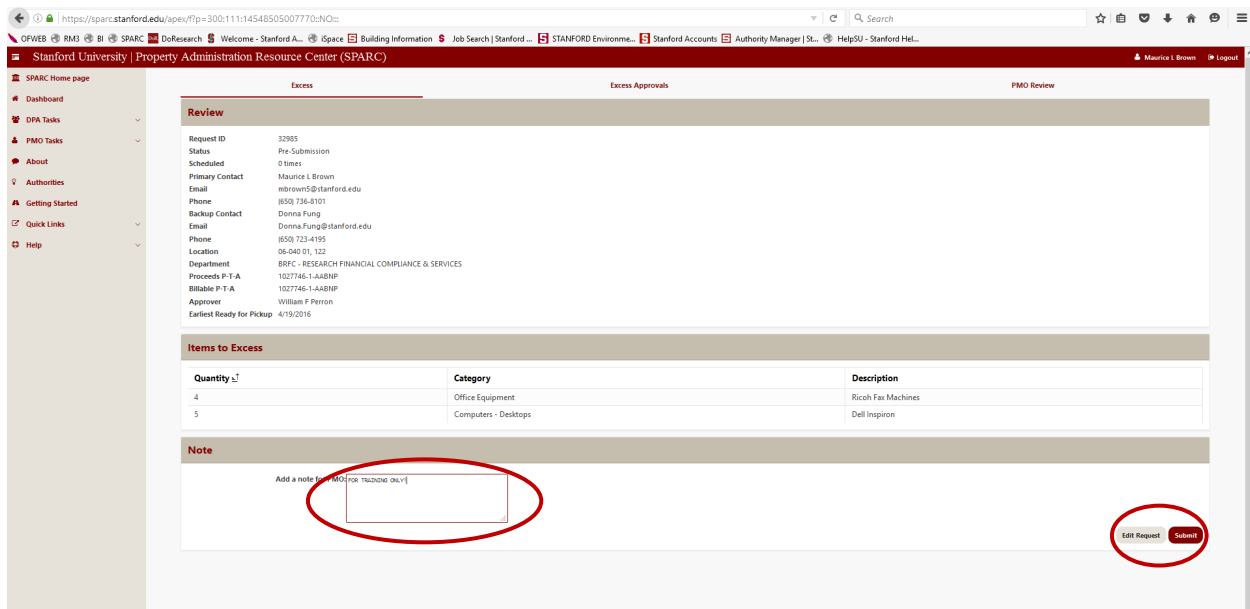 https://sparc.stanford.edu/apex/f?p=300:111:14548505007770::NO:::
Search
OFWEB RM3 BI SPARC DoResearch Welcome - Stanford A... iSpace Building Information Job Search | Stanford ... STANFORD Environme... Stanford Accounts Authority Manager | St... HelpSU - Stanford Hel...
Stanford University | Property Administration Resource Center (SPARC)
Maurice L Brown Logout
SPARC Home page
Dashboard
DPA Tasks
PMO Tasks
About
Authorities
Getting Started
Quick Links
Help
Excess Excess Approvals PMO Review
Review
Request ID 32985
Status Pre-Submission
Scheduled 0 times
Primary Contact Maurice L Brown
Email mbrown5@stanford.edu
Phone (650) 736-8101
Backup Contact Donna Fung
Email Donna.Fung@stanford.edu
Phone (650) 723-4195
Location 06-040 01, 122
Department BRFC - RESEARCH FINANCIAL COMPLIANCE & SERVICES
Proceeds P-T-A 1027746-1-AABNP
Billable P-T-A 1027746-1-AABNP
Approver William F Perron
Earliest Ready for Pickup 4/19/2016
Items to Excess
Quantity Category Description
4 Office Equipment Ricoh Fax Machines
5 Computers - Desktops Dell Inspiron
Note
Add a note for PMO: FOR TRAINING ONLY!
Edit Request Submit